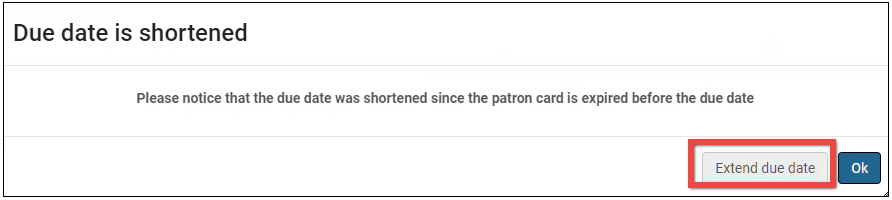 Due date is shortened
Please notice that the due date was shortened since the patron card is expired before the due date
Extend due date
Ok